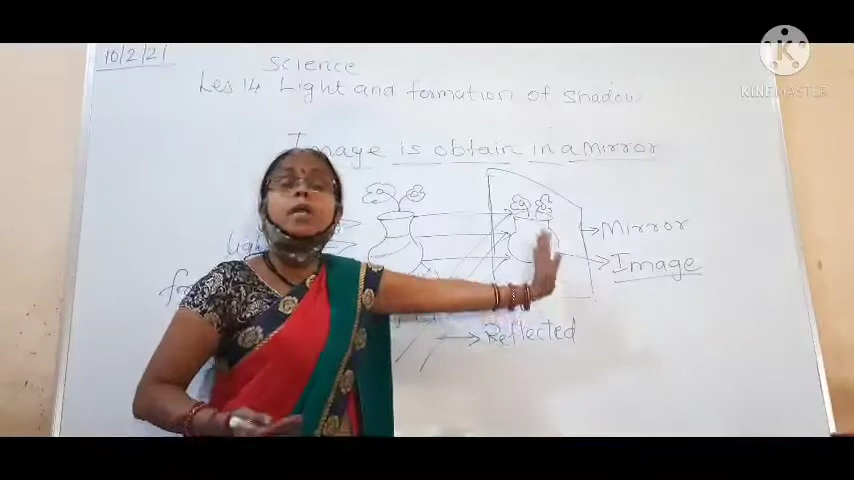 10/2/21
Science
Les 14 Light and formation of shadow
Image is obtain in a mirror
Mirror
Image
Reflected
KINEMASTER